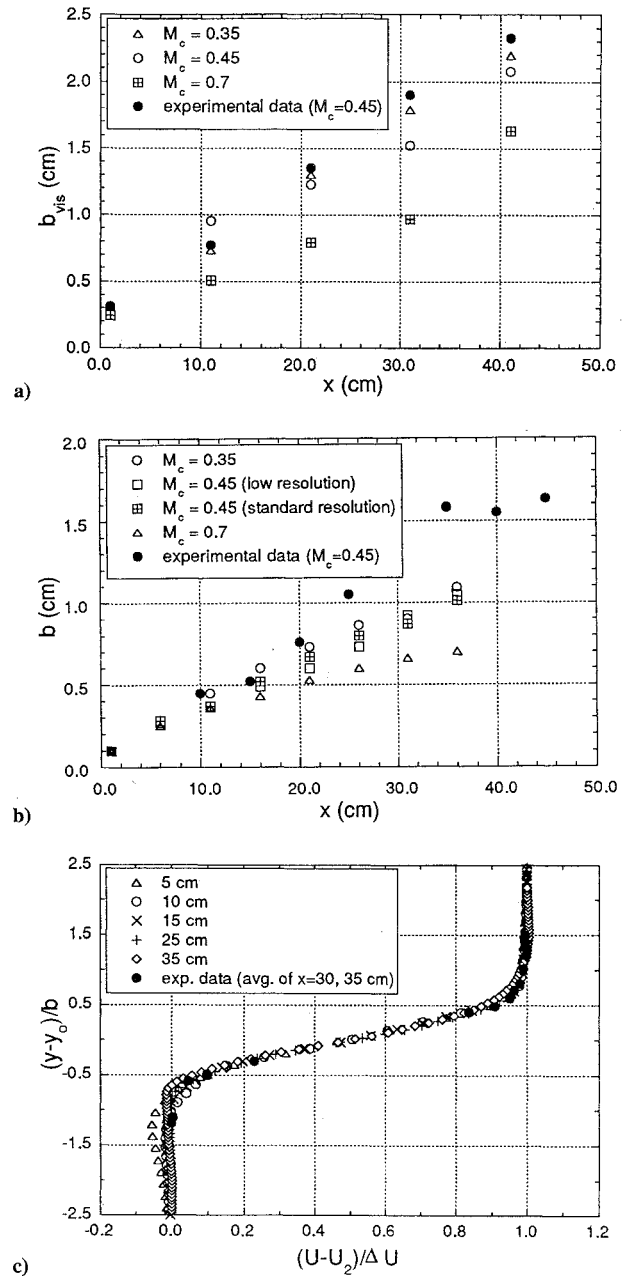 2.5
2.0
1.5
1.0
0.5
0.0
b_vis (cm)
△ M_c = 0.35
○ M_c = 0.45
⊞ M_c = 0.7
● experimental data (M_c=0.45)
0.0 10.0 20.0 30.0 40.0 50.0
x (cm)
a)
2.0
1.5
1.0
0.5
0.0
b (cm)
○ M_c = 0.35
□ M_c = 0.45 (low resolution)
⊞ M_c = 0.45 (standard resolution)
△ M_c = 0.7
● experimental data (M_c=0.45)
0.0 10.0 20.0 30.0 40.0 50.0
x (cm)
b)
2.5
1.5
0.5
-0.5
-1.5
-2.5
(y-y_o)/b
△ 5 cm
○ 10 cm
× 15 cm
+ 25 cm
◇ 35 cm
● exp. data (avg. of x=30, 35 cm)
-0.2 0.0 0.2 0.4 0.6 0.8 1.0 1.2
(U-U_2)/Δ U
c)